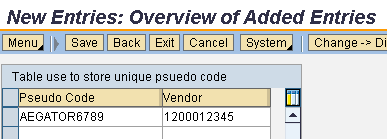 New Entries: Overview of Added Entries
Menu Save Back Exit Cancel System Change -> Di
Table use to store unique psuedo code
Pseudo Code Vendor
AEGATOR6789 1200012345